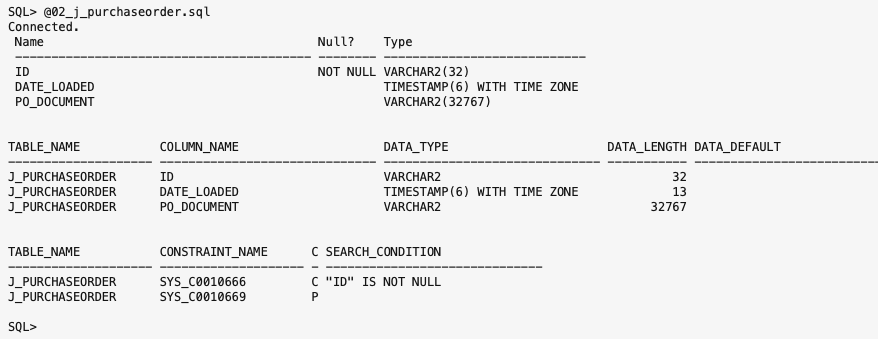 SQL> @02_j_purchaseorder.sql
Connected.
 Name                                      Null?    Type
 ----------------------------------------- -------- ----------------------------
 ID                                        NOT NULL VARCHAR2(32)
 DATE_LOADED                                        TIMESTAMP(6) WITH TIME ZONE
 PO_DOCUMENT                                        VARCHAR2(32767)

TABLE_NAME           COLUMN_NAME                    DATA_TYPE                      DATA_LENGTH DATA_DEFAULT
-------------------- ------------------------------ ------------------------------ ----------- -------------------------
J_PURCHASEORDER      ID                             VARCHAR2                                32
J_PURCHASEORDER      DATE_LOADED                    TIMESTAMP(6) WITH TIME ZONE             13
J_PURCHASEORDER      PO_DOCUMENT                    VARCHAR2                             32767

TABLE_NAME           CONSTRAINT_NAME      C SEARCH_CONDITION
-------------------- -------------------- - ------------------------------
J_PURCHASEORDER      SYS_C0010666         C "ID" IS NOT NULL
J_PURCHASEORDER      SYS_C0010669         P

SQL>